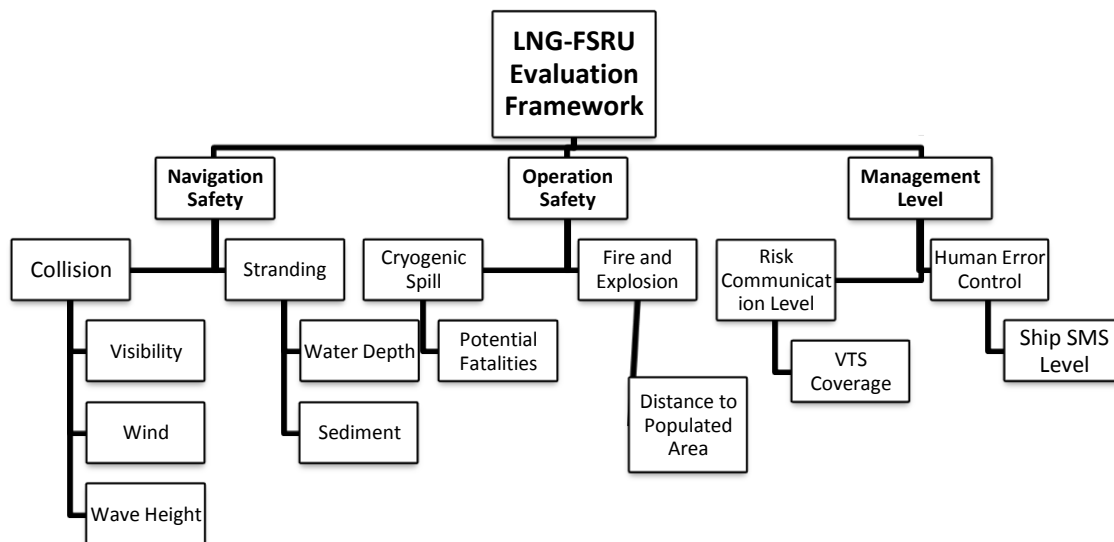 LNG-FSRU
Evaluation
Framework
Navigation
Safety
Operation
Safety
Management
Level
Collision
Stranding
Cryogenic
Spill
Fire and
Explosion
Risk
Communicat
ion Level
Human Error
Control
Visibility
Wind
Wave Height
Water Depth
Sediment
Potential
Fatalities
Distance to
Populated
Area
VTS
Coverage
Ship SMS
Level